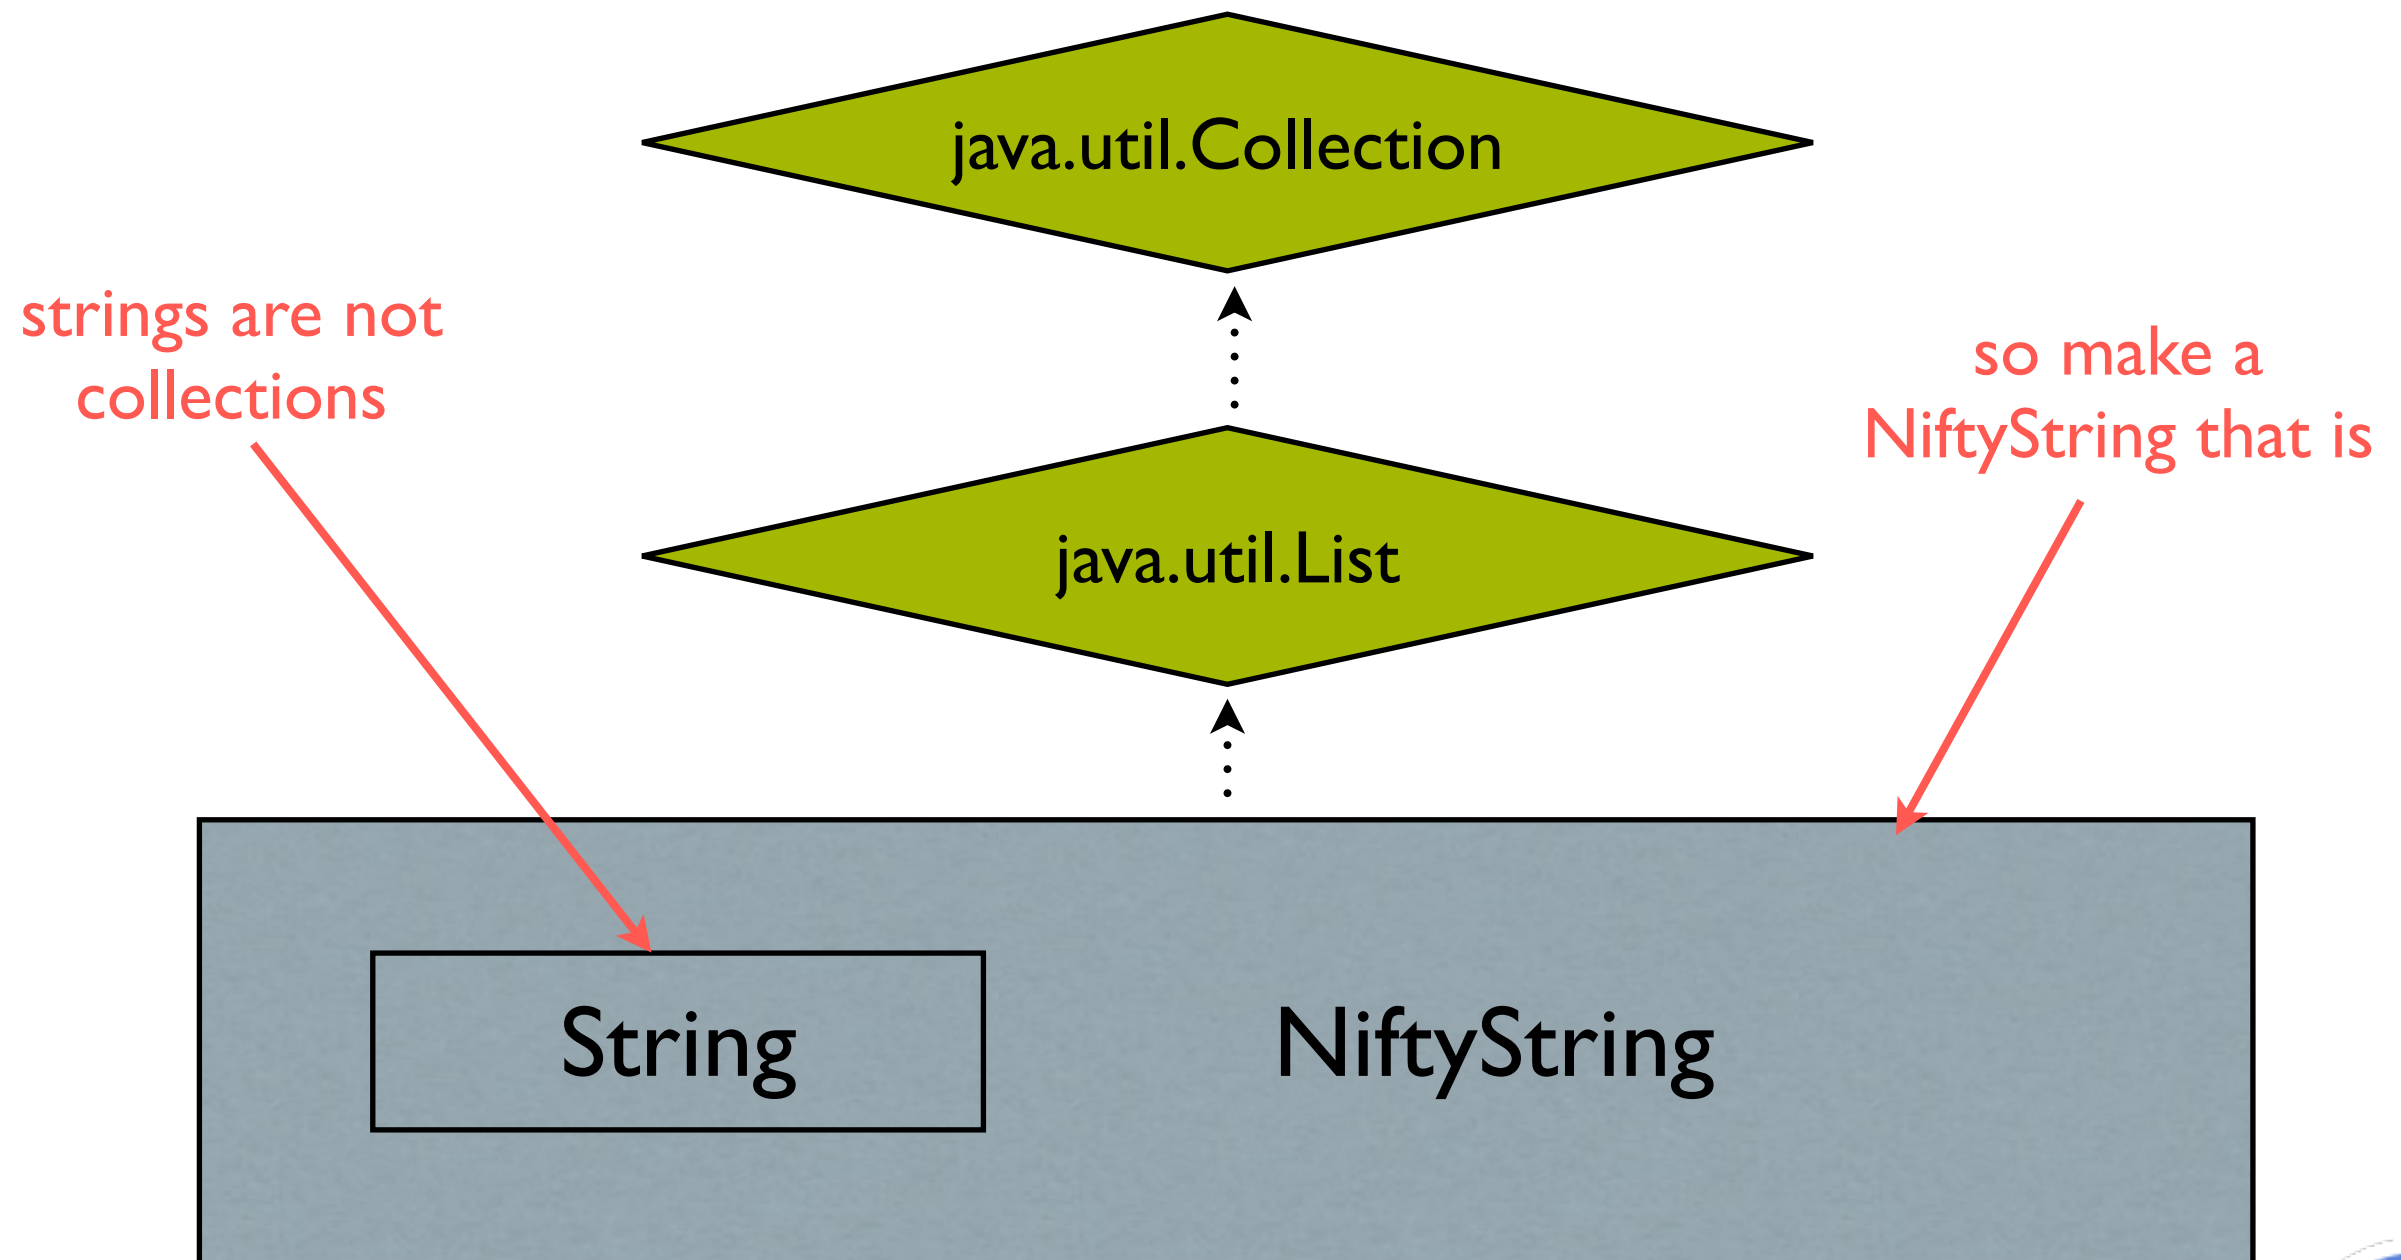 java.util.Collection
strings are not
collections
so make a
NiftyString that is
java.util.List
String
NiftyString